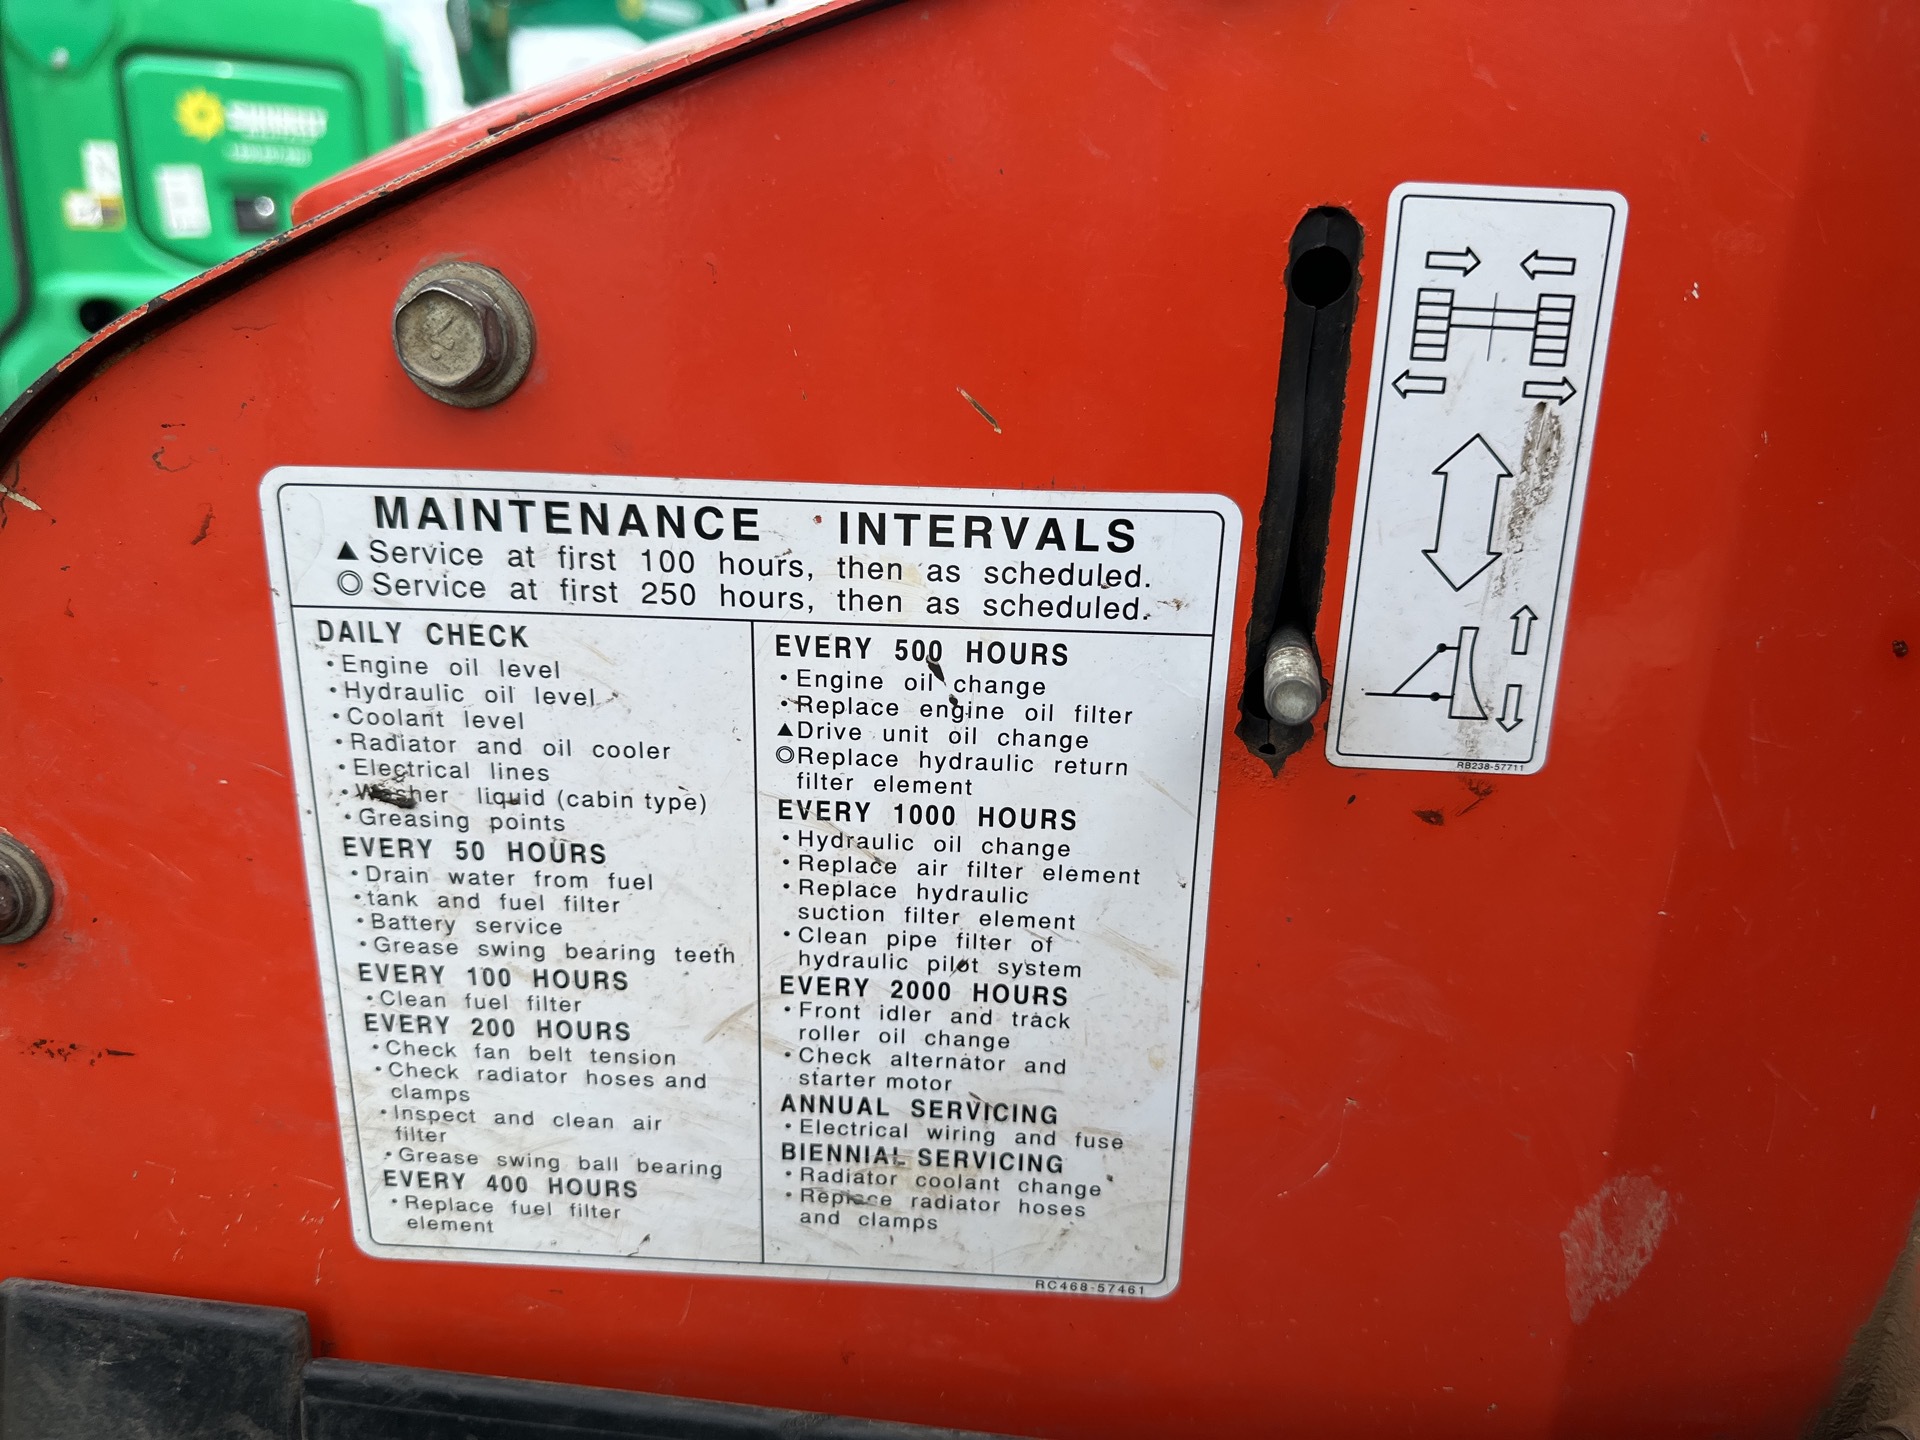 MAINTENANCE INTERVALS
▲Service at first 100 hours, then as scheduled.
◎Service at first 250 hours, then as scheduled.
DAILY CHECK
・Engine oil level
・Hydraulic oil level
・Coolant level
・Radiator and oil cooler
・Electrical lines
・Washer liquid (cabin type)
・Greasing points
EVERY 50 HOURS
・Drain water from fuel
・tank and fuel filter
・Battery service
・Grease swing bearing teeth
EVERY 100 HOURS
・Clean fuel filter
EVERY 200 HOURS
・Check fan belt tension
・Check radiator hoses and
clamps
・Inspect and clean air
filter
・Grease swing ball bearing
EVERY 400 HOURS
・Replace fuel filter
element
EVERY 500 HOURS
・Engine oil change
・Replace engine oil filter
▲Drive unit oil change
◎Replace hydraulic return
filter element
EVERY 1000 HOURS
・Hydraulic oil change
・Replace air filter element
・Replace hydraulic
suction filter element
・Clean pipe filter of
hydraulic pilot system
EVERY 2000 HOURS
・Front idler and track
roller oil change
・Check alternator and
starter motor
ANNUAL SERVICING
・Electrical wiring and fuse
BIENNIAL SERVICING
・Radiator coolant change
・Replace radiator hoses
and clamps
RC468-57461
RB238-57711